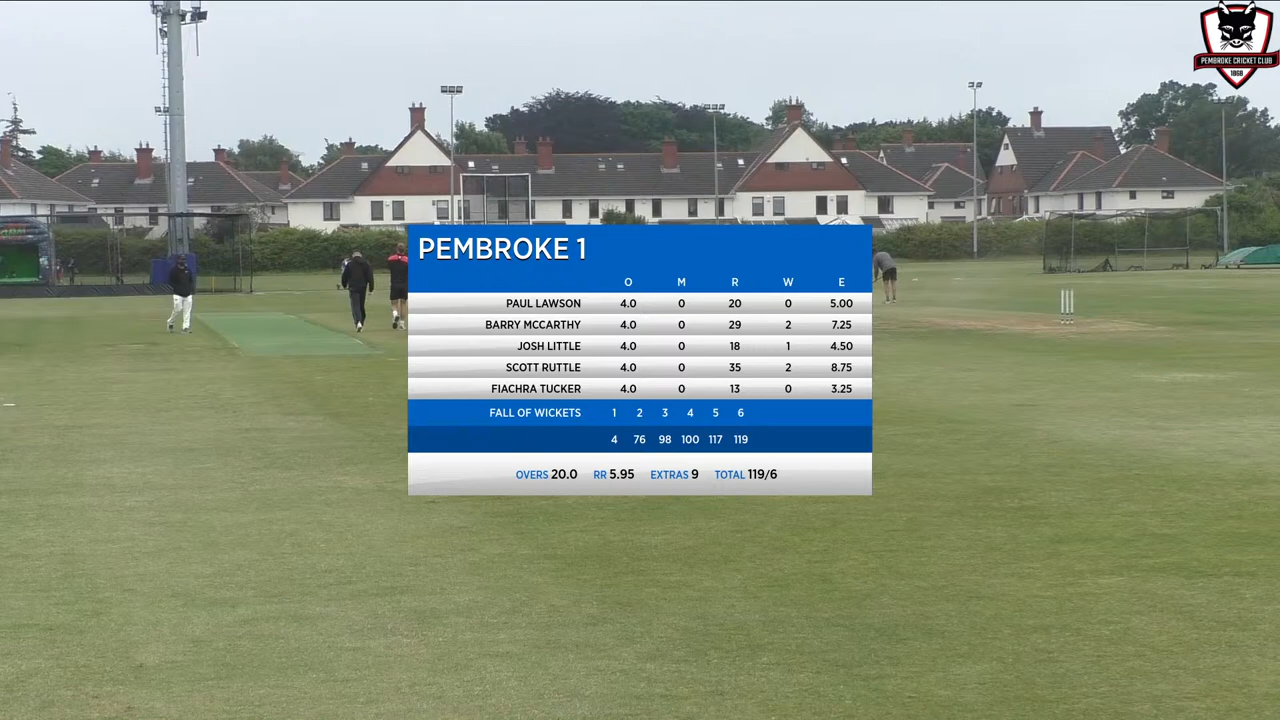 PEMBROKE CRICKET CLUB
1868
PEMBROKE 1
O M R W E
PAUL LAWSON 4.0 0 20 0 5.00
BARRY MCCARTHY 4.0 0 29 2 7.25
JOSH LITTLE 4.0 0 18 1 4.50
SCOTT RUTTLE 4.0 0 35 2 8.75
FIACHRA TUCKER 4.0 0 13 0 3.25
FALL OF WICKETS 1 2 3 4 5 6
4 76 98 100 117 119
OVERS 20.0 RR 5.95 EXTRAS 9 TOTAL 119/6